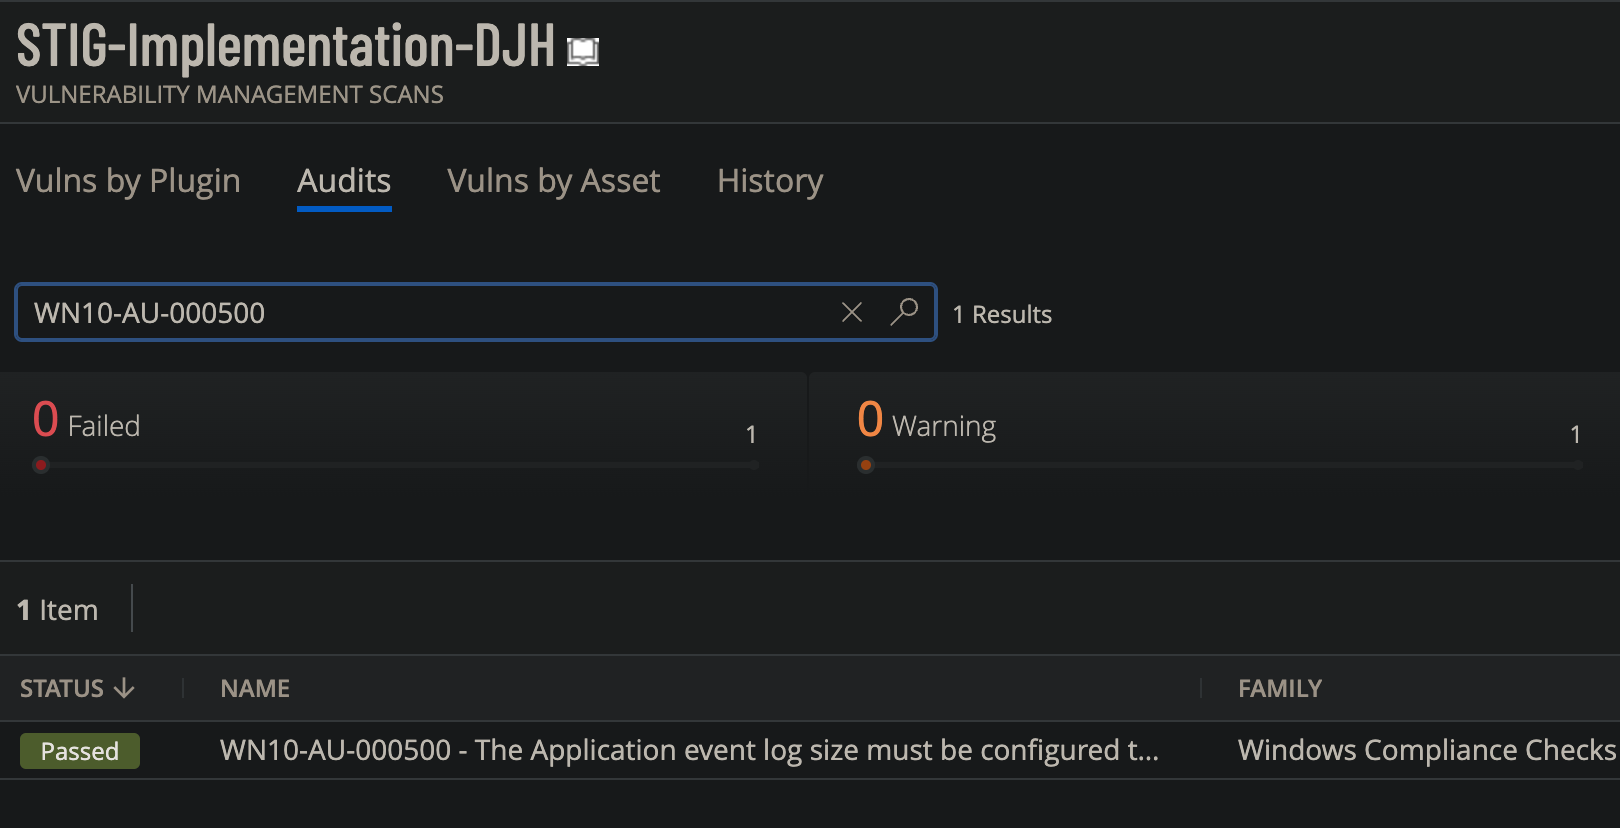 STIG-Implementation-DJH
VULNERABILITY MANAGEMENT SCANS
Vulns by Plugin Audits Vulns by Asset History
WN10-AU-000500 1 Results
0 Failed 1 0 Warning 1
1 Item
STATUS NAME FAMILY
Passed WN10-AU-000500 - The Application event log size must be configured t... Windows Compliance Checks